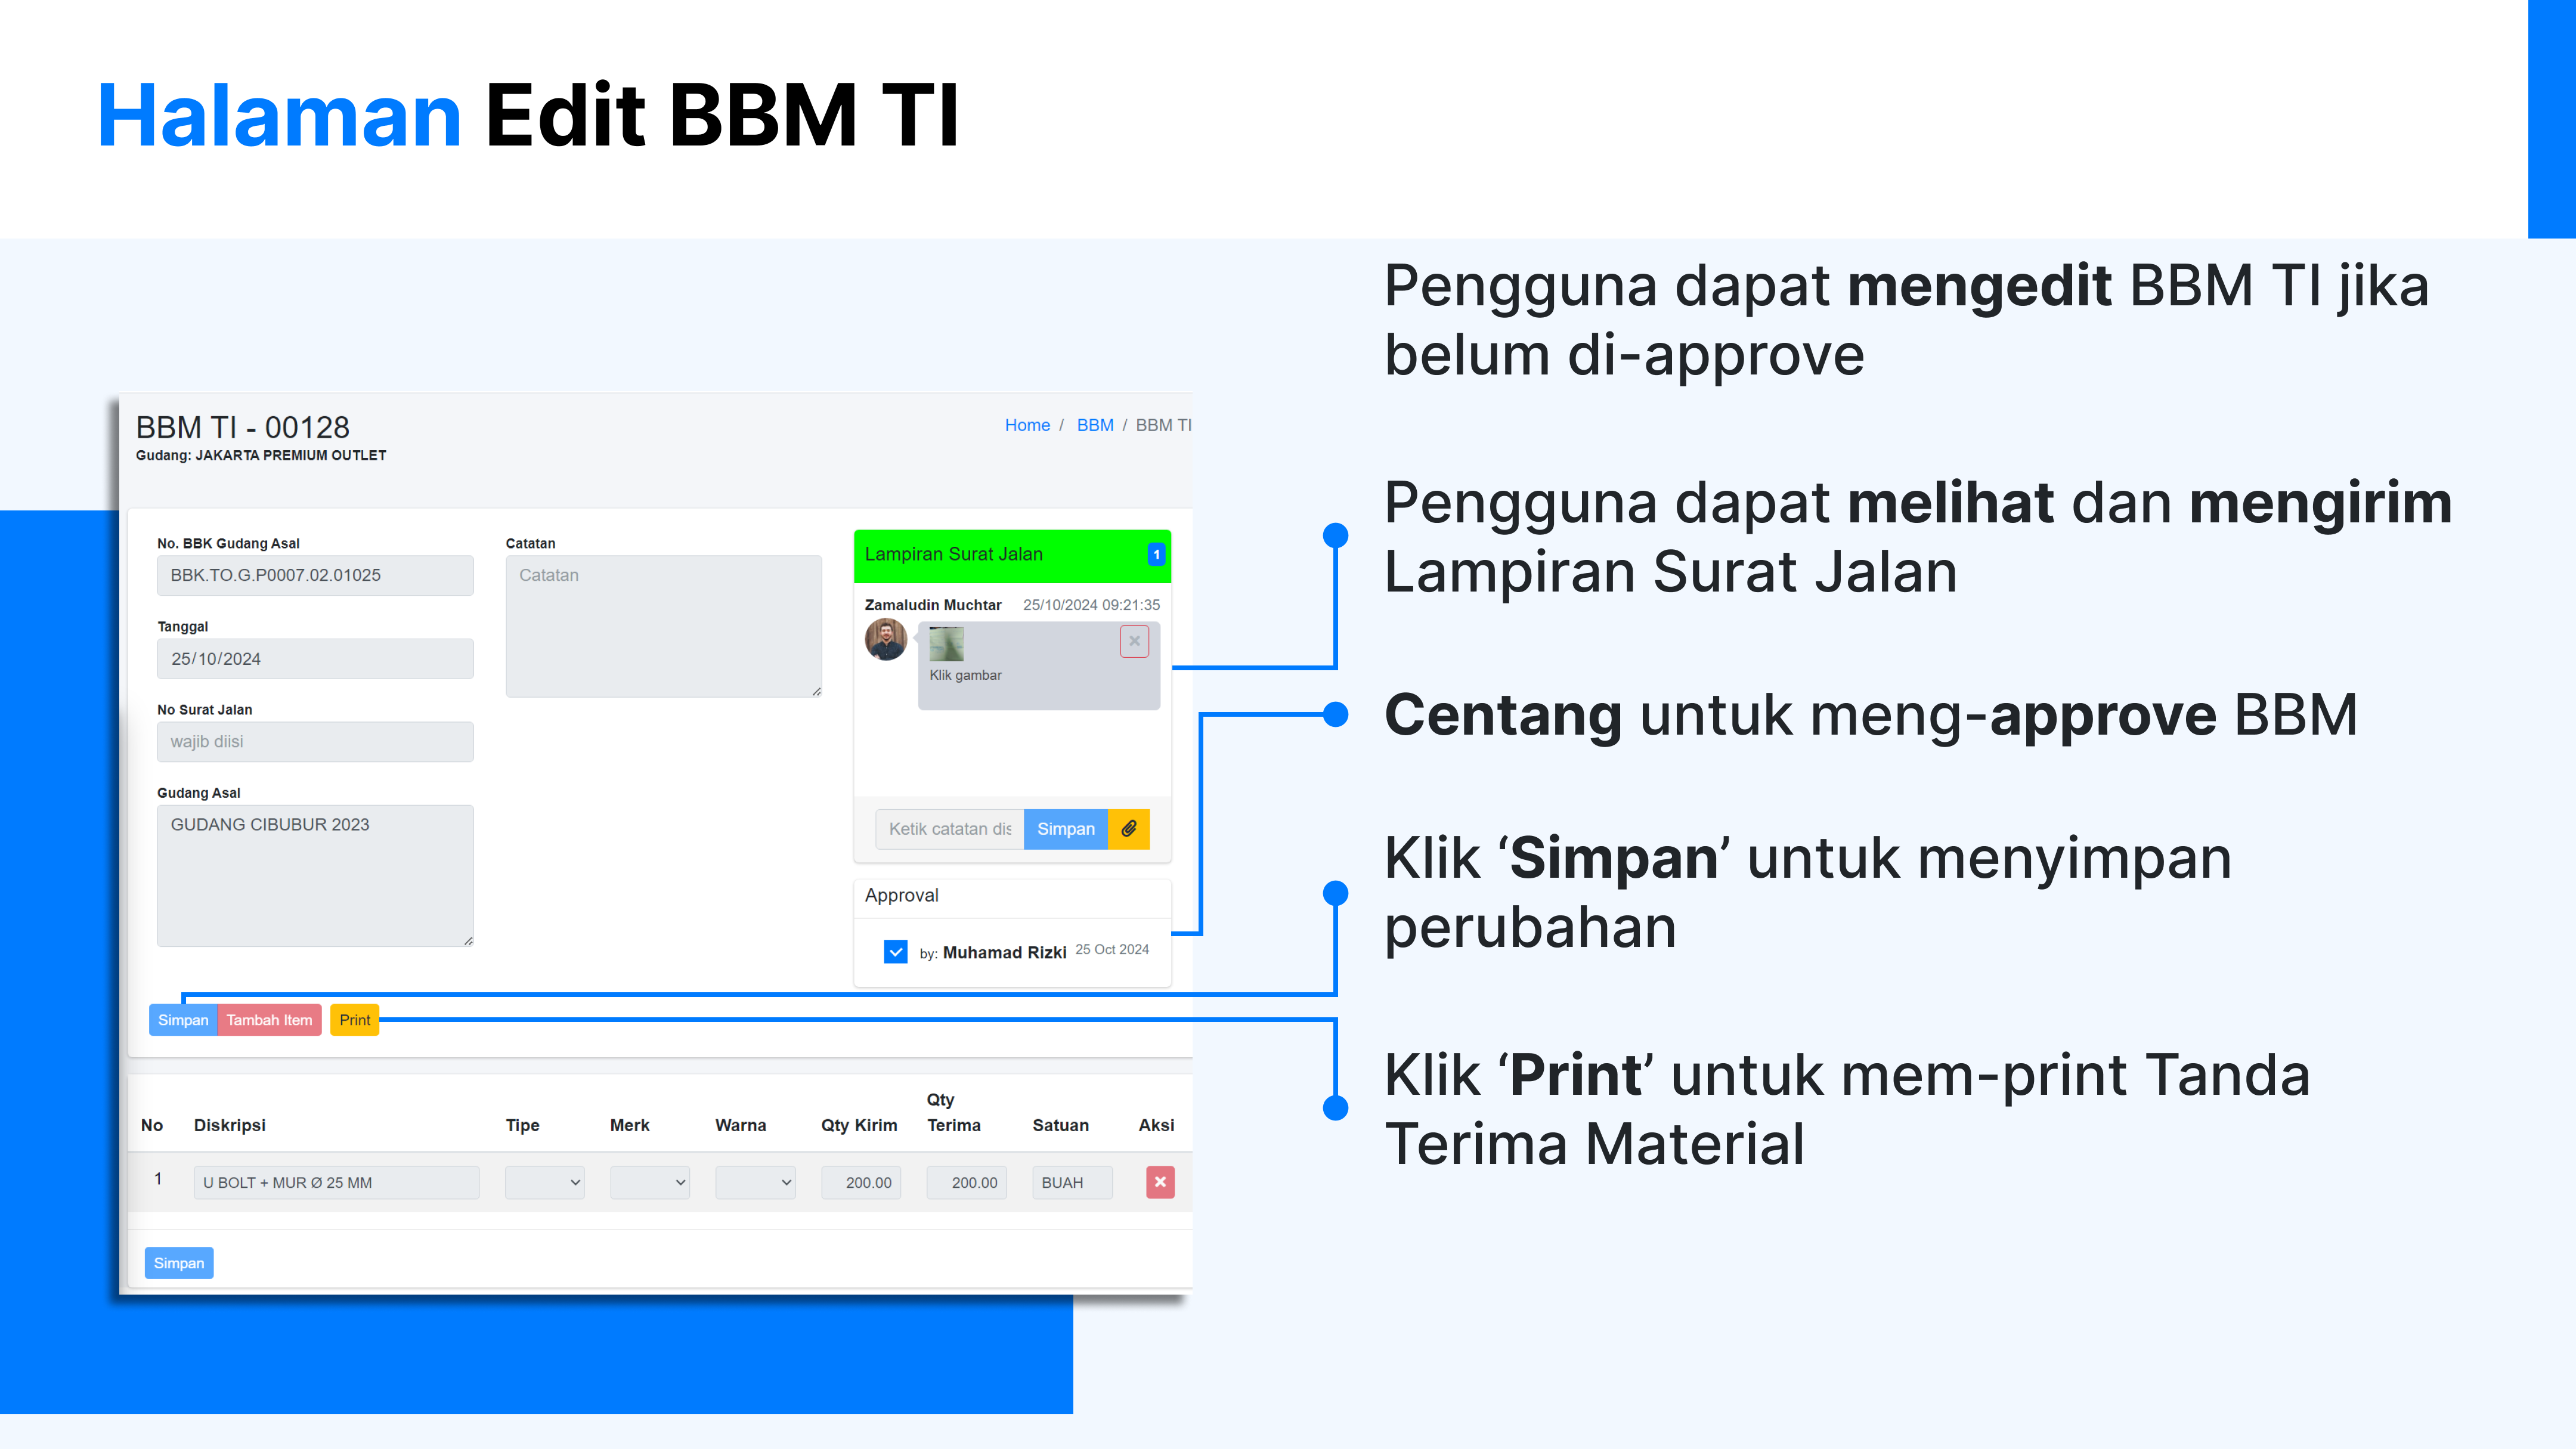 Halaman Edit BBM TI
Pengguna dapat mengedit BBM TI jika
belum di-approve
Pengguna dapat melihat dan mengirim
Lampiran Surat Jalan
Centang untuk meng-approve BBM
Klik ‘Simpan’ untuk menyimpan
perubahan
Klik ‘Print’ untuk mem-print Tanda
Terima Material
BBM TI - 00128
Home / BBM / BBM TI
Gudang: JAKARTA PREMIUM OUTLET
No. BBK Gudang Asal
BBK.TO.G.P0007.02.01025
Tanggal
25/10/2024
No Surat Jalan
wajib diisi
Gudang Asal
GUDANG CIBUBUR 2023
Catatan
Catatan
Lampiran Surat Jalan 1
Zamaludin Muchtar 25/10/2024 09:21:35
Klik gambar
Ketik catatan dis Simpan
Approval
by: Muhamad Rizki 25 Oct 2024
Simpan Tambah Item Print
No Diskripsi Tipe Merk Warna Qty Kirim Qty Terima Satuan Aksi
1 U BOLT + MUR Ø 25 MM 200.00 200.00 BUAH
Simpan